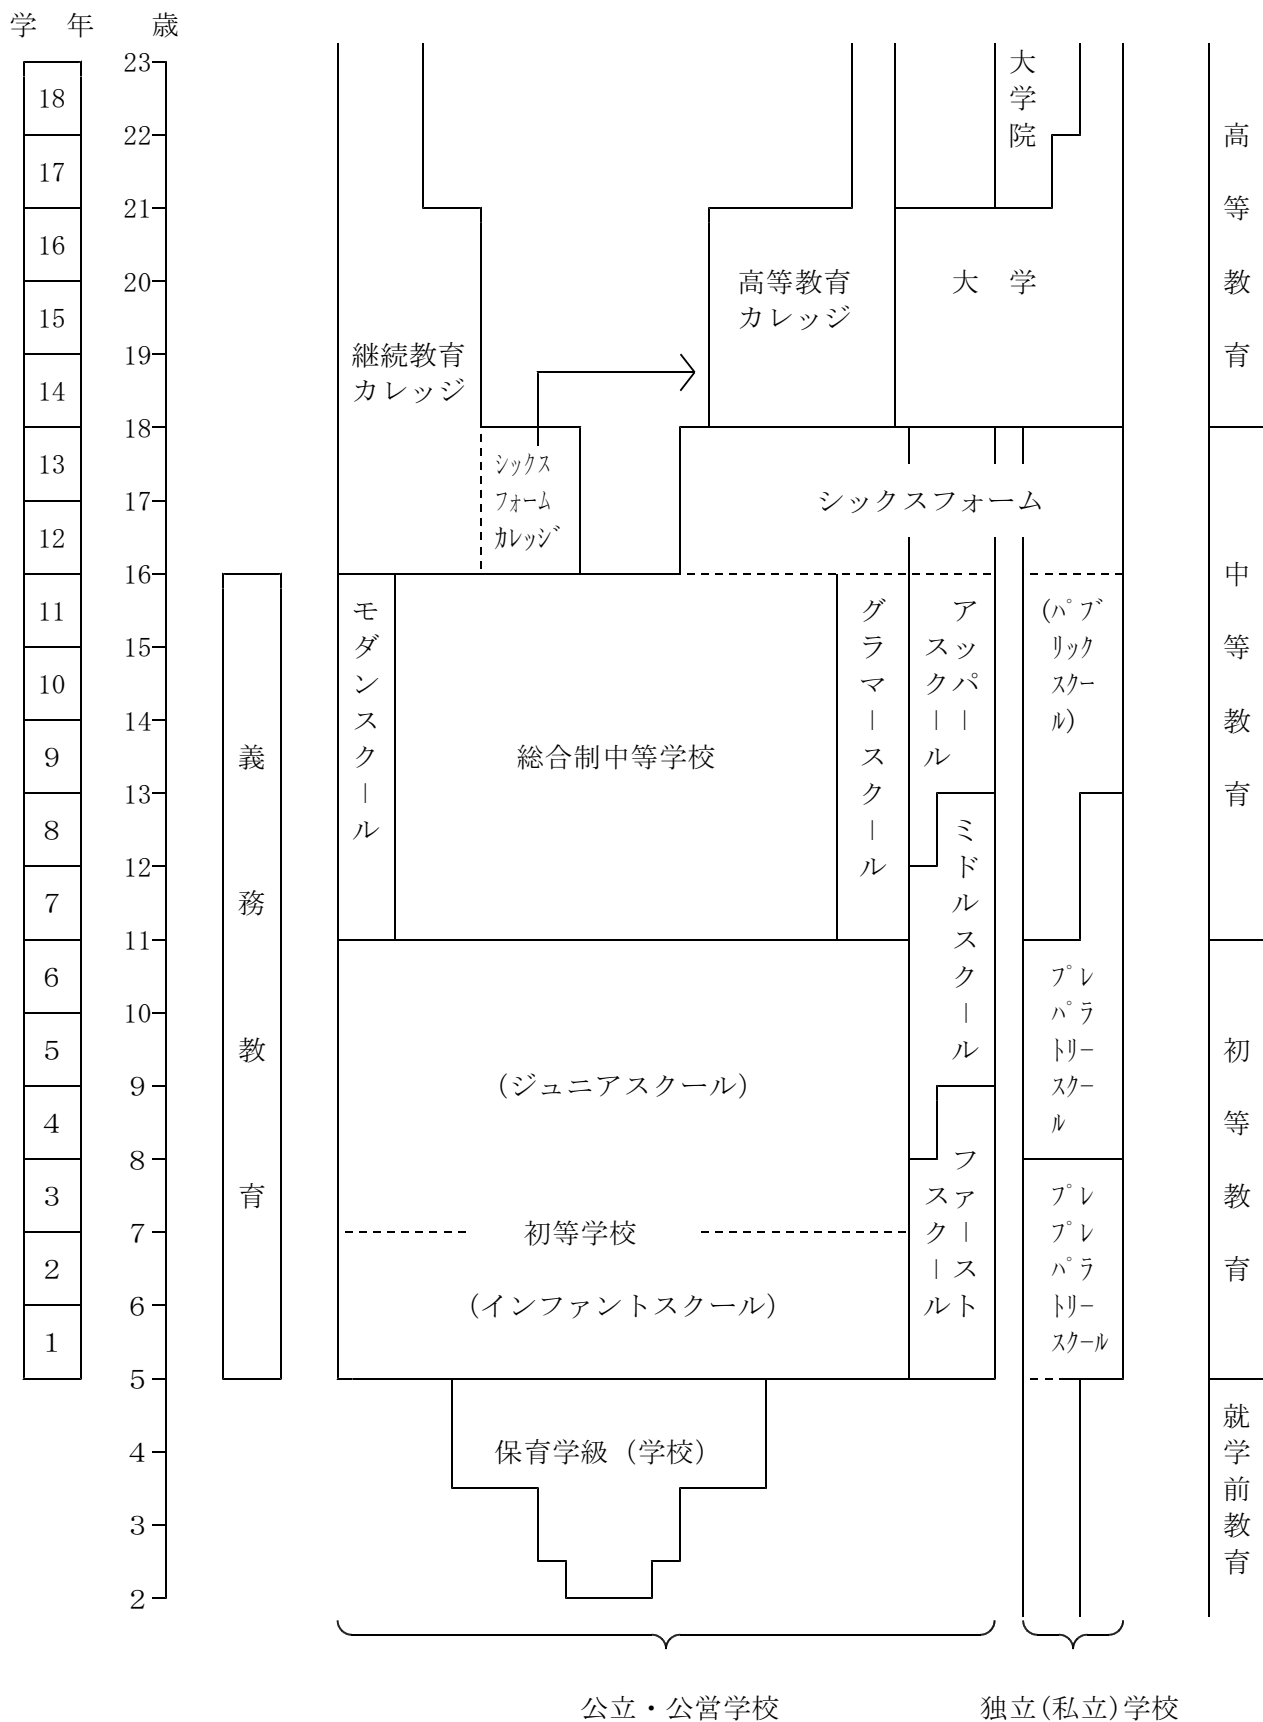 学　年　　歳
23
18
22
17
21
16
20
15
19
14
18
13
17
12
16
11
15
10
14
9
13
8
12
7
11
6
10
5
9
4
8
3
7
2
6
1
5
4
3
2
義務教育
継続教育
カレッジ
高等教育
カレッジ
大　学
大学院
シックス
フォーム
カレッジ
シックスフォーム
モダンスクール
総合制中等学校
グラマースクール
アッパー
スクール
ミドルスクール
ファースト
スクール
(パブ
リック
スクー
ル)
プレ
パラ
トリー
スクー
ル
プレ
プレ
パラ
トリー
スクール
(ジュニアスクール)
初等学校
(インファントスクール)
保育学級（学校）
高等教育
中等教育
初等教育
就学前教育
公立・公営学校
独立(私立)学校